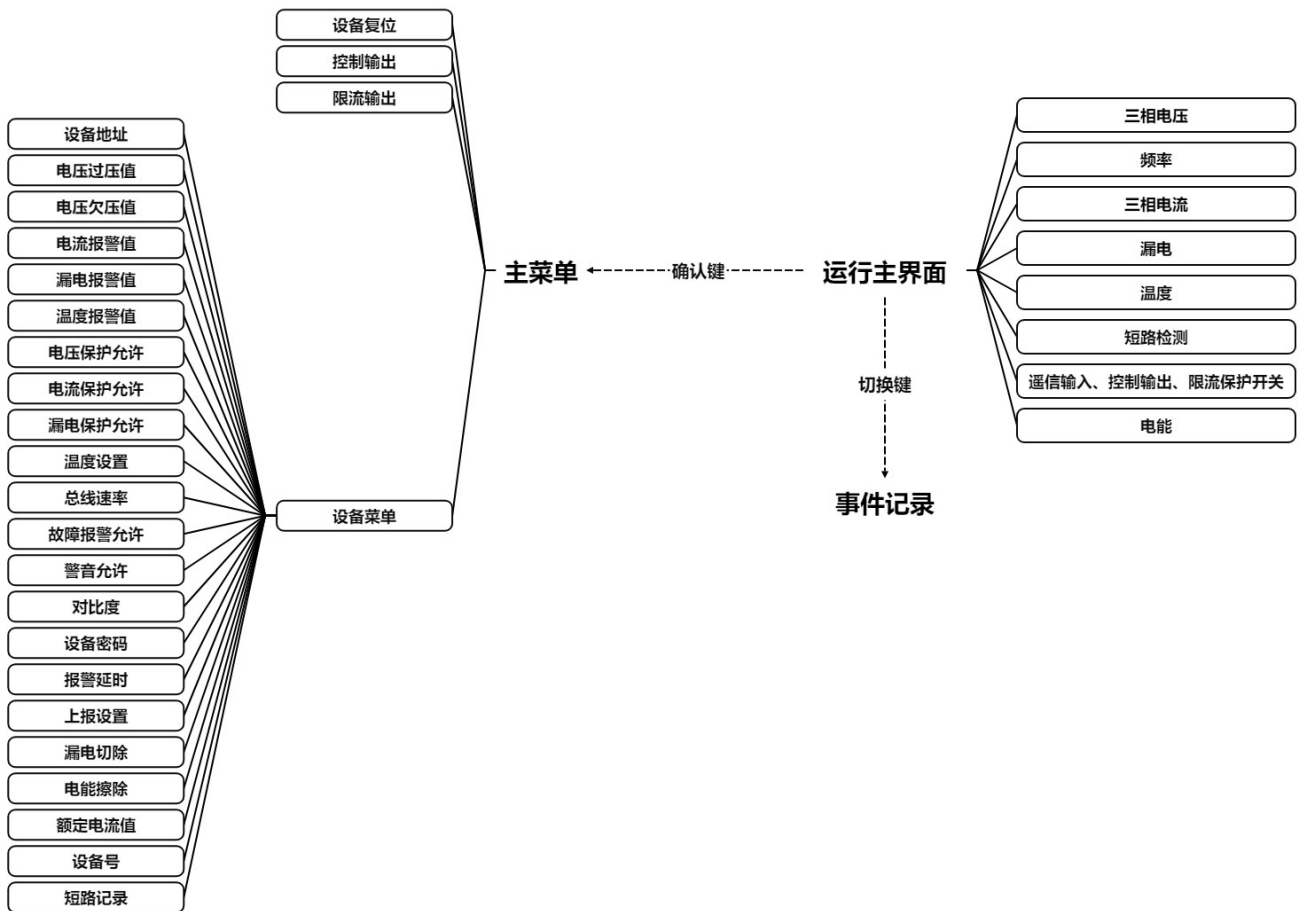 设备复位
控制输出
限流输出
设备地址
电压过压值
电压欠压值
电流报警值
漏电报警值
温度报警值
电压保护允许
电流保护允许
漏电保护允许
温度设置
总线速率
故障报警允许
警音允许
对比度
设备密码
报警延时
上报设置
漏电切除
电能擦除
额定电流值
设备号
短路记录
设备菜单
主菜单
确认键
运行主界面
切换键
事件记录
三相电压
频率
三相电流
漏电
温度
短路检测
遥信输入、控制输出、限流保护开关
电能